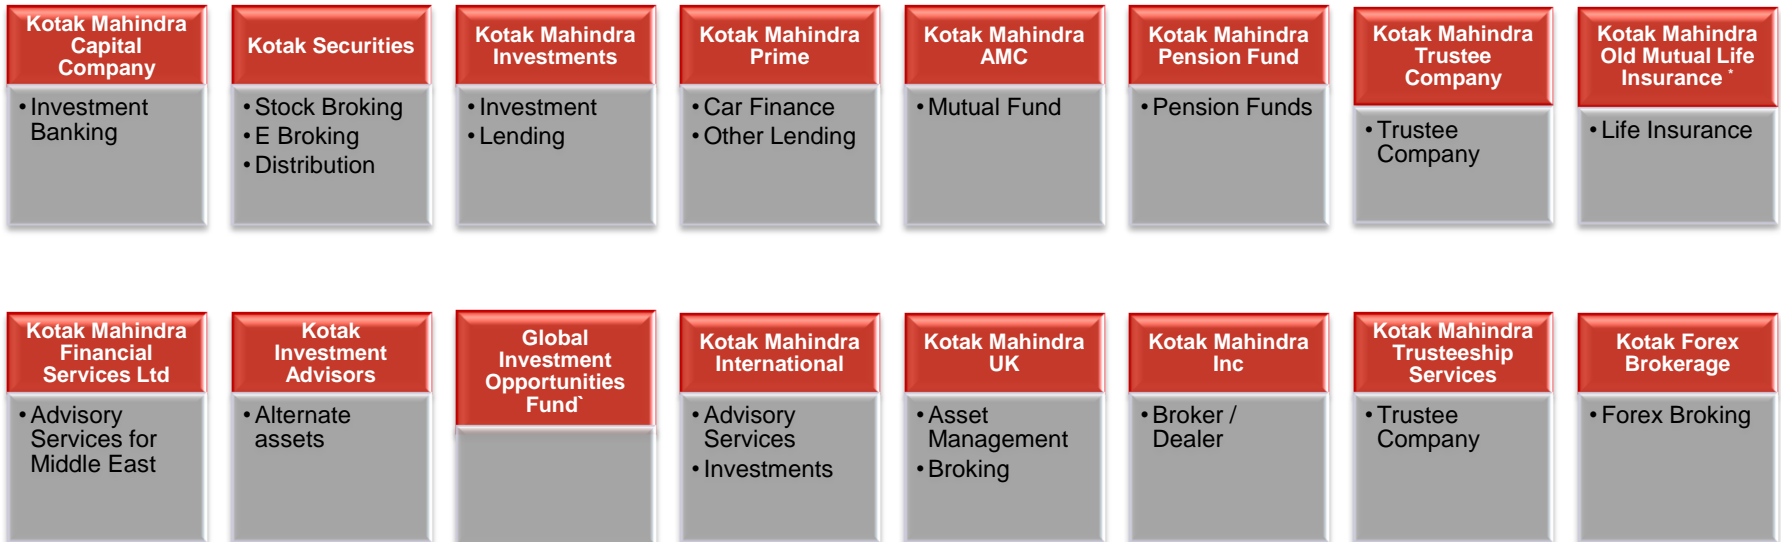 Kotak Mahindra
Capital
Company
• Investment
Banking
Kotak Securities
• Stock Broking
• E Broking
• Distribution
Kotak Mahindra
Investments
• Investment
• Lending
Kotak Mahindra
Prime
• Car Finance
• Other Lending
Kotak Mahindra
AMC
• Mutual Fund
Kotak Mahindra
Pension Fund
• Pension Funds
Kotak Mahindra
Trustee
Company
• Trustee
Company
Kotak Mahindra
Old Mutual Life
Insurance *
• Life Insurance
Kotak Mahindra
Financial
Services Ltd
• Advisory
Services for
Middle East
Kotak
Investment
Advisors
• Alternate
assets
Global
Investment
Opportunities
Fund`
Kotak Mahindra
International
• Advisory
Services
• Investments
Kotak Mahindra
UK
• Asset
Management
• Broking
Kotak Mahindra
Inc
• Broker /
Dealer
Kotak Mahindra
Trusteeship
Services
• Trustee
Company
Kotak Forex
Brokerage
• Forex Broking